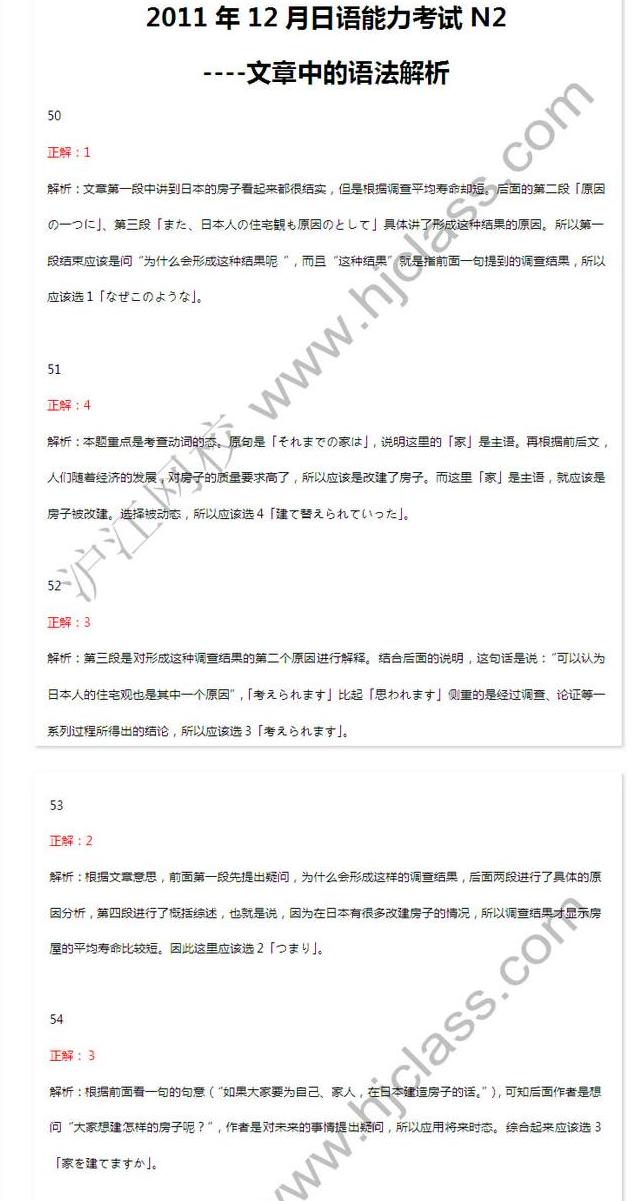 2011 年 12 月日语能力考试 N2
----文章中的语法解析
50
正解：1
解析：文章第一段中讲到日本的房子看起来都很结实，但是根据调查平均寿命却短。后面的第二段「原因
の一つに」、第三段「また、日本人の住宅観も原因のとして」具体讲了形成这种结果的原因。所以第一
段结束应该是问“为什么会形成这种结果呢 “，而且“这种结果”就是指前面一句提到的调查结果，所以
应该选 1「なぜこのような」。
51
正解：4
解析：本题重点是考查动词的态。原句是「それまでの家は」，说明这里的「家」是主语。再根据前后文，
人们随着经济的发展，对房子的质量要求高了，所以应该是改建了房子。而这里「家」是主语，就应该是
房子被改建。选择被动态，所以应该选 4「建て替えられていった」。
52
正解：3
解析：第三段是对形成这种调查结果的第二个原因进行解释。结合后面的说明，这句话是说：“可以认为
日本人的住宅观也是其中一个原因”，「考えられます」比起「思われます」侧重的是经过调查、论证等一
系列过程所得出的结论，所以应该选 3「考えられます」。
53
正解：2
解析：根据文章意思，前面第一段先提出疑问，为什么会形成这样的调查结果，后面两段进行了具体的原
因分析，第四段进行了概括综述，也就是说，因为在日本有很多改建房子的情况，所以调查结果才显示房
屋的平均寿命比较短。因此这里应该选 2「つまり」。
54
正解： 3
解析：根据前面看一句的句意（“如果大家要为自己、家人，在日本建造房子的话。”），可知后面作者是想
问“大家想建怎样的房子呢？”，作者是对未来的事情提出疑问，所以应用将来时态。综合起来应该选 3
「家を建てますか」。
沪江网校 www.hjclass.com
www.hjclass.com